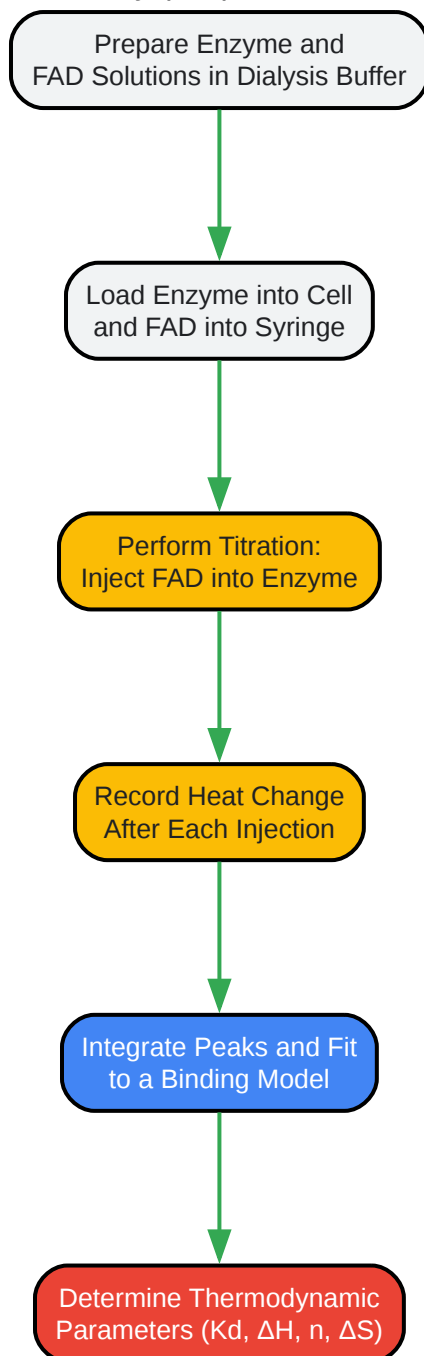 Prepare Enzyme and
FAD Solutions in Dialysis Buffer
Load Enzyme into Cell
and FAD into Syringe
Perform Titration:
Inject FAD into Enzyme
Record Heat Change
After Each Injection
Integrate Peaks and Fit
to a Binding Model
Determine Thermodynamic
Parameters (Kd, ΔH, n, ΔS)